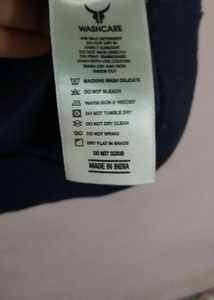 WASHCARE
USE MILD DETERGENT
DO NOT DRY IN
DIRECT SUNLIGHT
DO NOT IRON DIRECTLY
ON PRINT/EMBROIDERY
WASH WITH LIKE COLOURS
WASH DRY AND IRON
INSIDE OUT
MACHINE WASH DELICATE
DO NOT BLEACH
WARM IRON IF NEEDED
DO NOT TUMBLE DRY
DO NOT DRY CLEAN
DO NOT WRING
DRY FLAT IN SHADE
DO NOT SCRUB
MADE IN INDIA